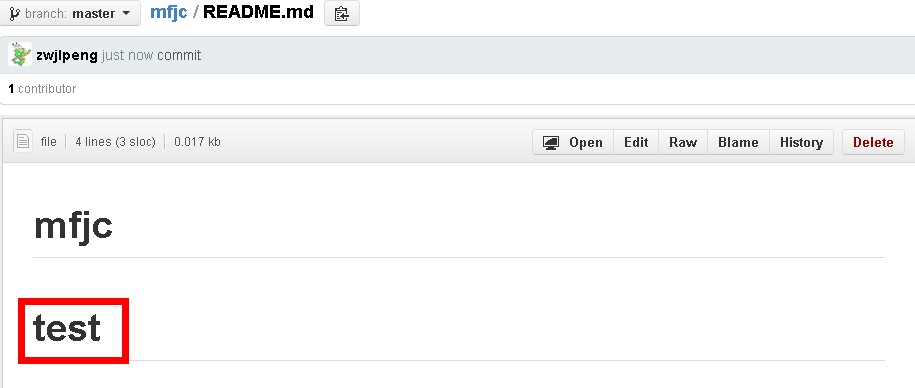 branch: master mfjc / README.md
zwjlpeng just now commit
1 contributor
file 4 lines (3 sloc) 0.017 kb Open Edit Raw Blame History Delete
mfjc
test